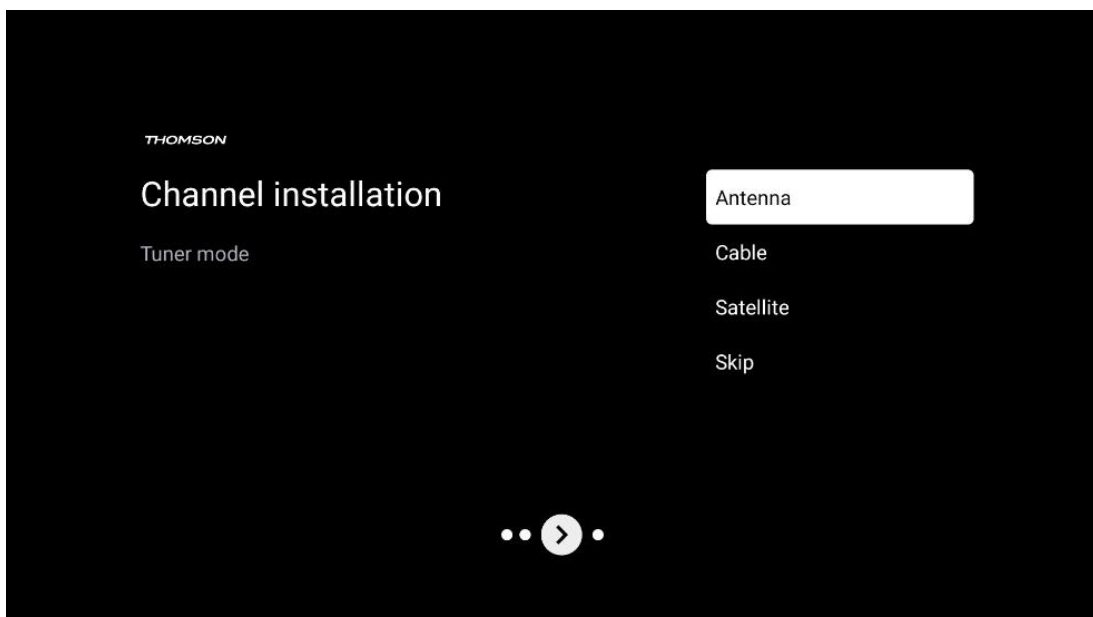 THOMSON
Channel installation
Tuner mode
Antenna
Cable
Satellite
Skip